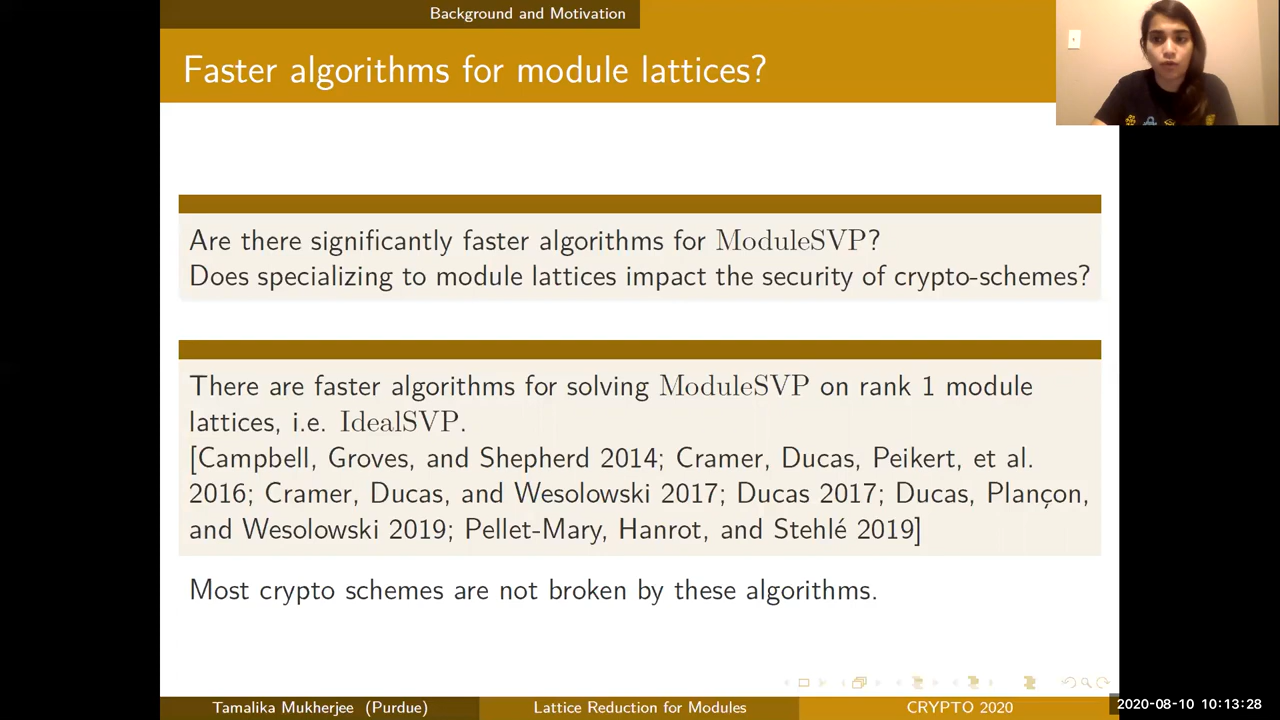 Background and Motivation
Faster algorithms for module lattices?
Are there significantly faster algorithms for ModuleSVP?
Does specializing to module lattices impact the security of crypto-schemes?
There are faster algorithms for solving ModuleSVP on rank 1 module
lattices, i.e. IdealSVP.
[Campbell, Groves, and Shepherd 2014; Cramer, Ducas, Peikert, et al.
2016; Cramer, Ducas, and Wesolowski 2017; Ducas 2017; Ducas, Plançon,
and Wesolowski 2019; Pellet-Mary, Hanrot, and Stehlé 2019]
Most crypto schemes are not broken by these algorithms.
Tamalika Mukherjee (Purdue) Lattice Reduction for Modules CRYPTO 2020
2020-08-10 10:13:28